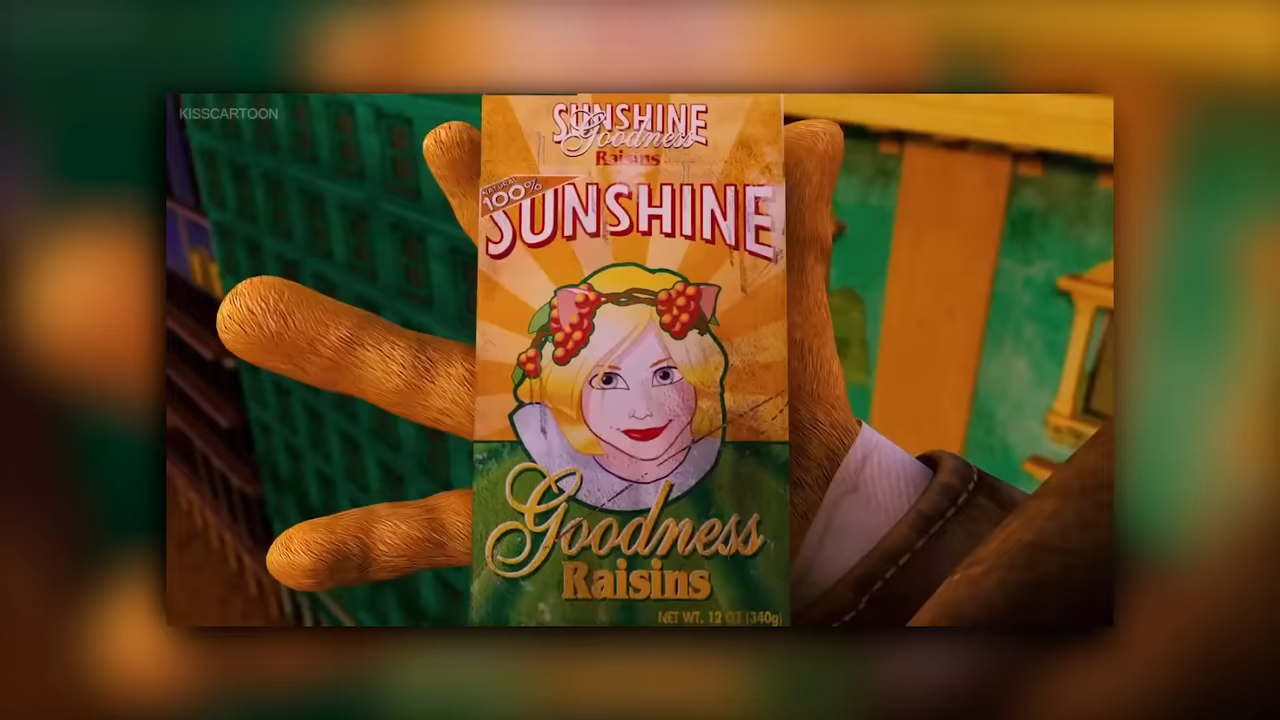 KISSCARTOON
SUNSHINE
Goodness
Raisins
NATURAL
100%
SUNSHINE
Goodness
Raisins
NET WT. 12 OZ (340g)